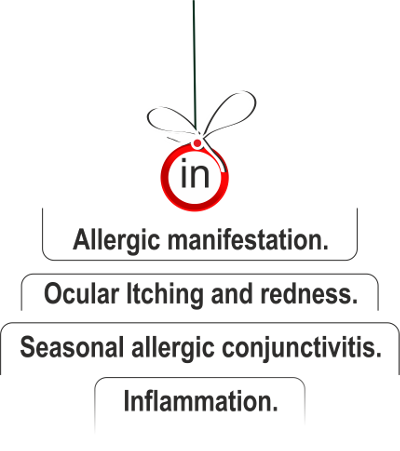 in
Allergic manifestation.
Ocular Itching and redness.
Seasonal allergic conjunctivitis.
Inflammation.